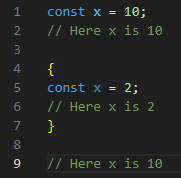 1 const x = 10;
2 // Here x is 10
3
4 {
5 const x = 2;
6 // Here x is 2
7 }
8
9 // Here x is 10